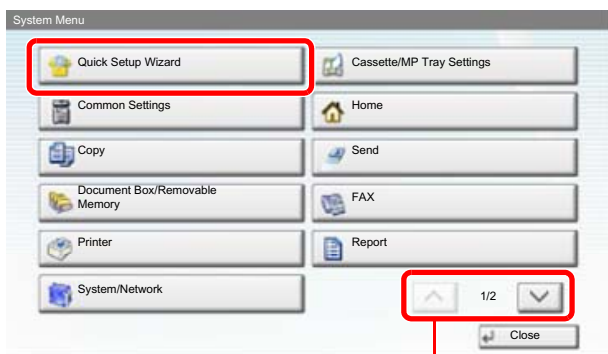 System Menu
Quick Setup Wizard
Cassette/MP Tray Settings
Common Settings
Home
Copy
Send
Document Box/Removable
Memory
FAX
Printer
Report
System/Network
1/2
Close